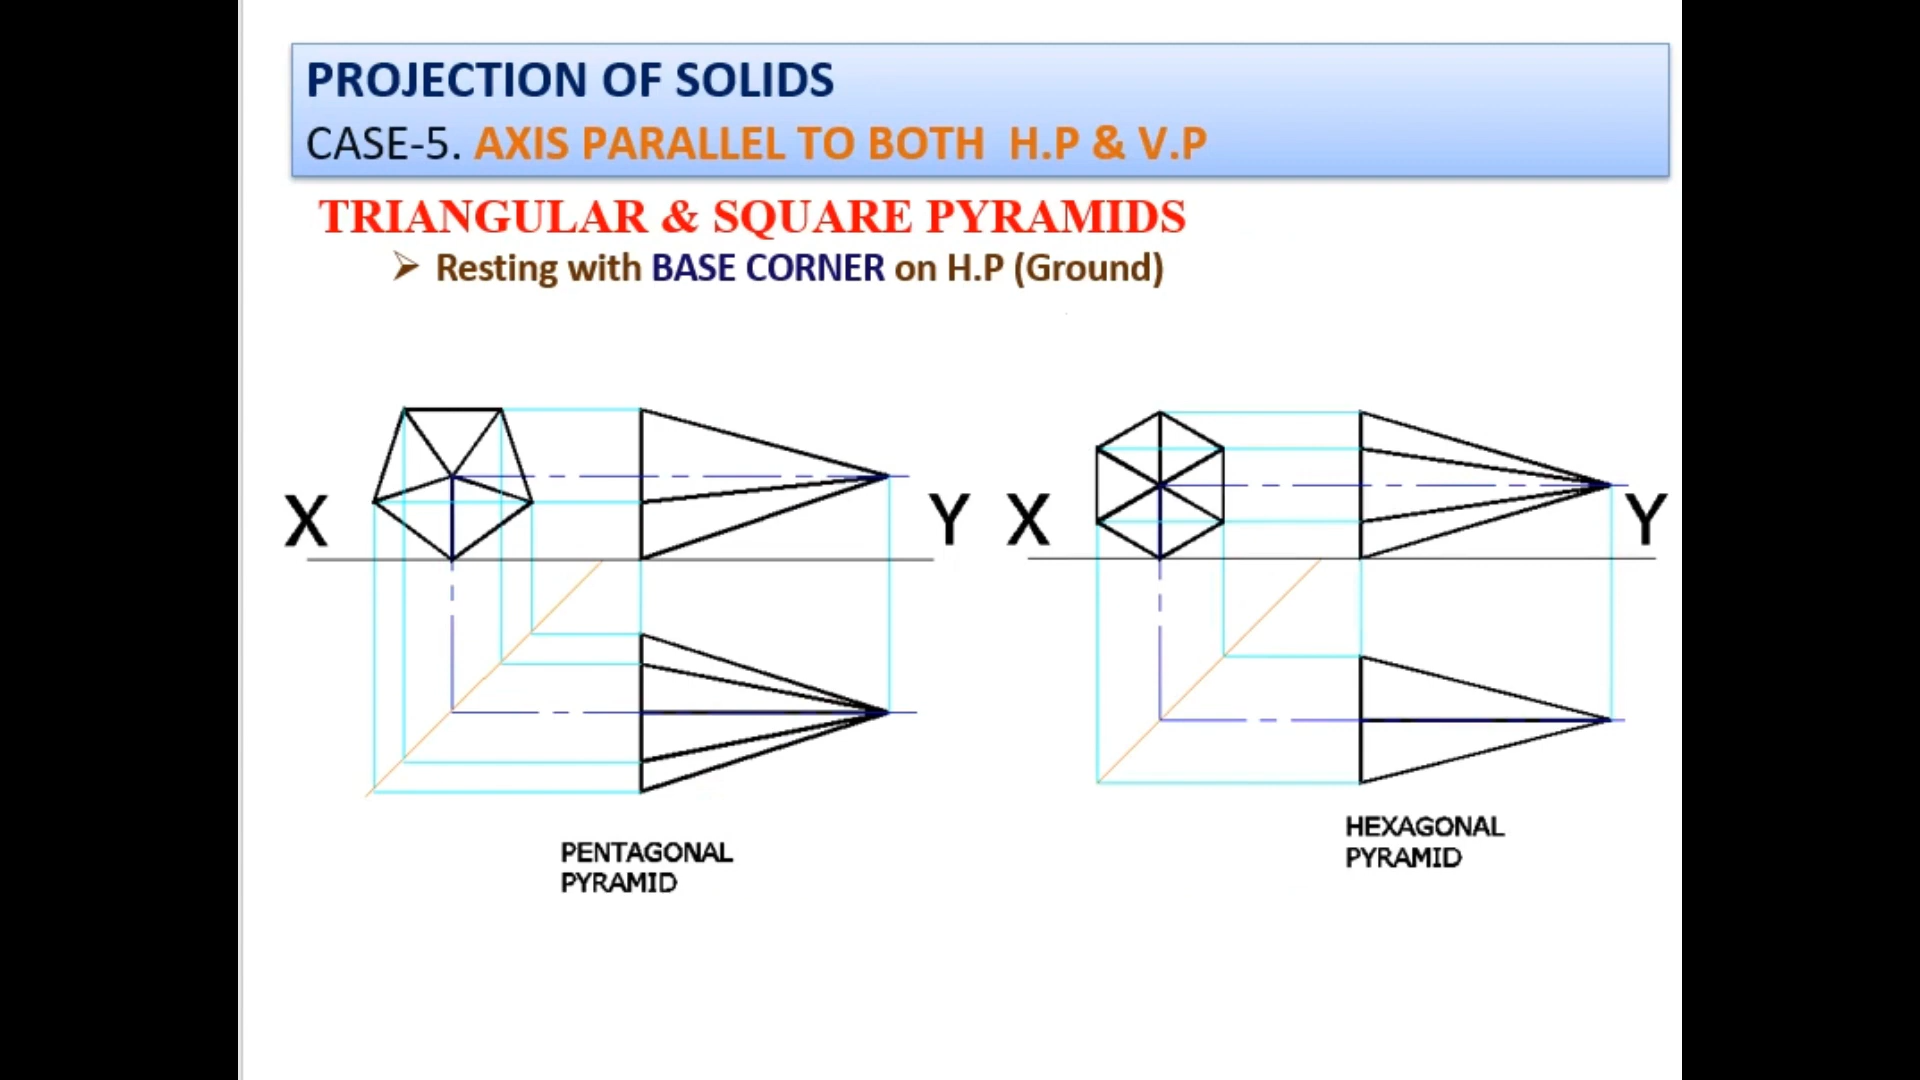 PROJECTION OF SOLIDS
CASE-5. AXIS PARALLEL TO BOTH H.P & V.P
TRIANGULAR & SQUARE PYRAMIDS
➢ Resting with BASE CORNER on H.P (Ground)
X
Y
X
Y
PENTAGONAL
PYRAMID
HEXAGONAL
PYRAMID